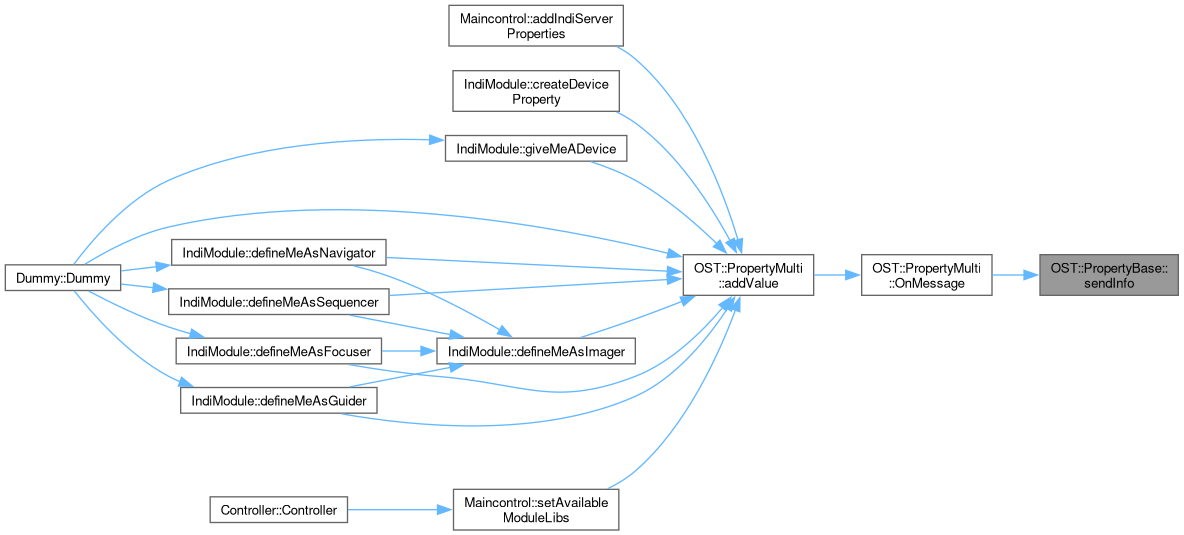 Maincontrol::addIndiServer
Properties
IndiModule::createDevice
Property
IndiModule::giveMeADevice
IndiModule::defineMeAsNavigator
Dummy::Dummy
IndiModule::defineMeAsSequencer
IndiModule::defineMeAsFocuser
IndiModule::defineMeAsImager
IndiModule::defineMeAsGuider
OST::PropertyMulti
::addValue
OST::PropertyMulti
::OnMessage
OST::PropertyBase::
sendInfo
Controller::Controller
Maincontrol::setAvailable
ModuleLibs